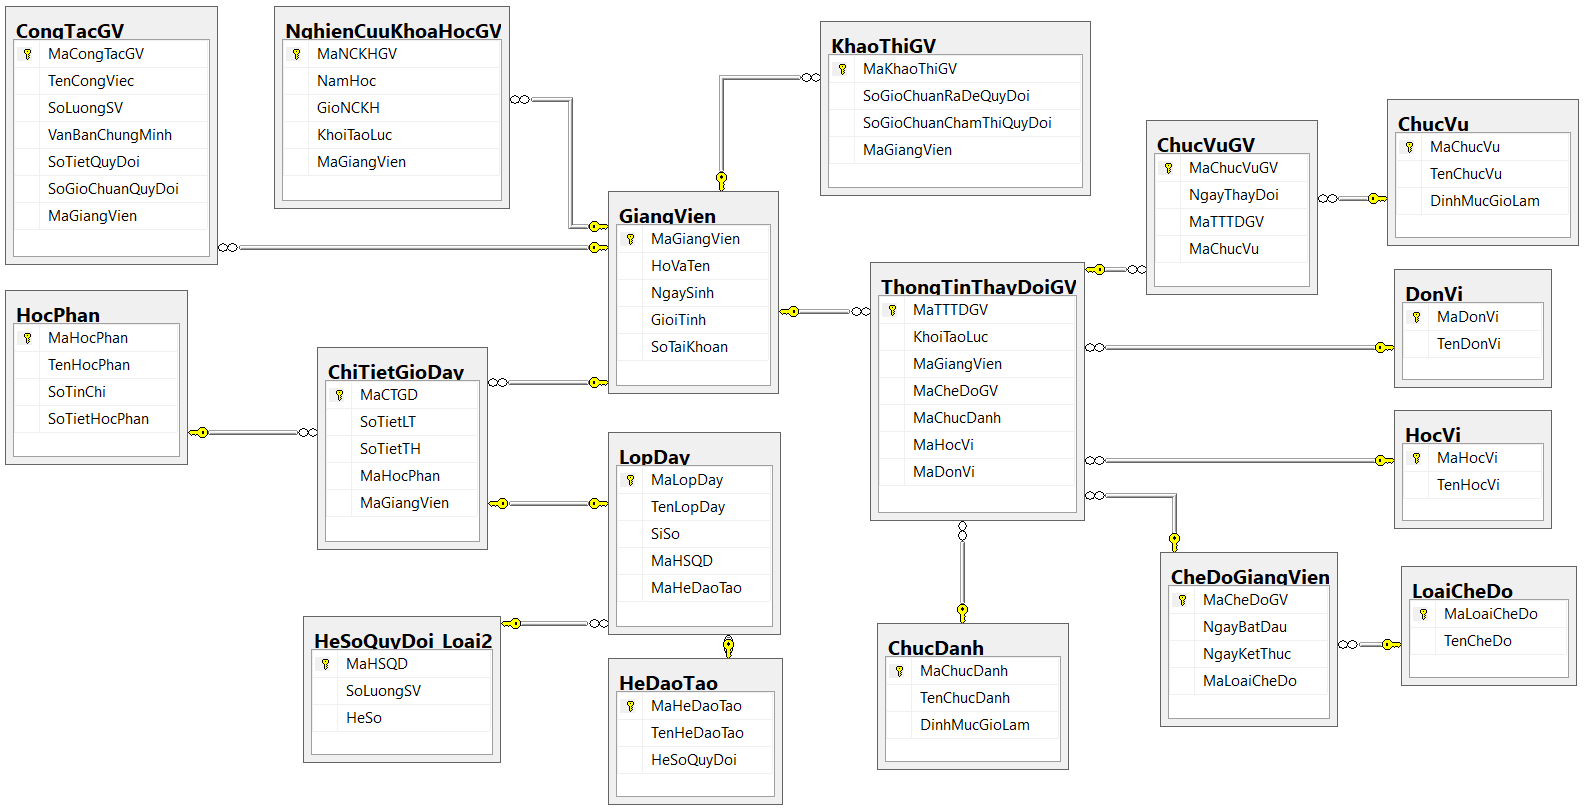 CongTacGV
MaCongTacGV
TenCongViec
SoLuongSV
VanBanChungMinh
SoTietQuyDoi
SoGioChuanQuyDoi
MaGiangVien
NghienCuuKhoaHocGV
MaNCKHGV
NamHoc
GioNCKH
KhoiTaoLuc
MaGiangVien
KhaoThiGV
MaKhaoThiGV
SoGioChuanRaDeQuyDoi
SoGioChuanChamThiQuyDoi
MaGiangVien
ChucVuGV
MaChucVuGV
NgayThayDoi
MaTTTDGV
MaChucVu
ChucVu
MaChucVu
TenChucVu
DinhMucGioLam
GiangVien
MaGiangVien
HoVaTen
NgaySinh
GioiTinh
SoTaiKhoan
ThongTinThayDoiGV
MaTTTDGV
KhoiTaoLuc
MaGiangVien
MaCheDoGV
MaChucDanh
MaHocVi
MaDonVi
DonVi
MaDonVi
TenDonVi
HocPhan
MaHocPhan
TenHocPhan
SoTinChi
SoTietHocPhan
ChiTietGioDay
MaCTGD
SoTietLT
SoTietTH
MaHocPhan
MaGiangVien
LopDay
MaLopDay
TenLopDay
SiSo
MaHSQD
MaHeDaoTao
HocVi
MaHocVi
TenHocVi
HeSoQuyDoi_Loai2
MaHSQD
SoLuongSV
HeSo
HeDaoTao
MaHeDaoTao
TenHeDaoTao
HeSoQuyDoi
ChucDanh
MaChucDanh
TenChucDanh
DinhMucGioLam
CheDoGiangVien
MaCheDoGV
NgayBatDau
NgayKetThuc
MaLoaiCheDo
LoaiCheDo
MaLoaiCheDo
TenCheDo